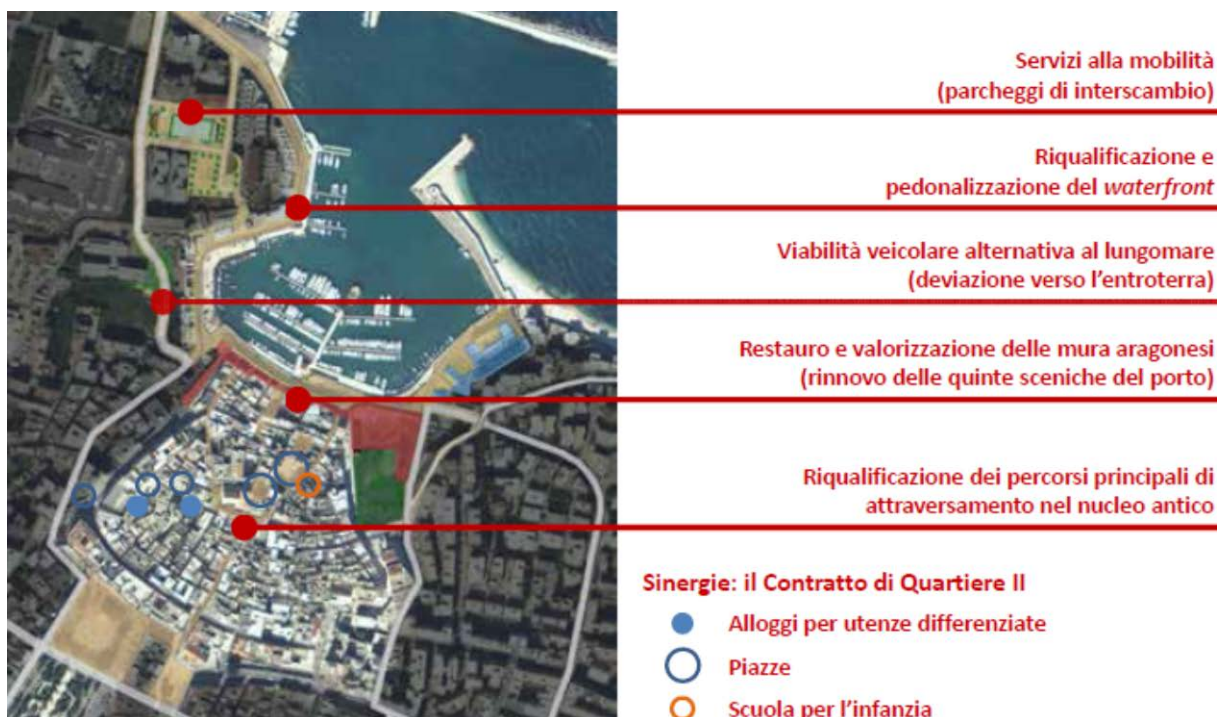 Servizi alla mobilità
(parcheggi di interscambio)
Riqualificazione e
pedonalizzazione del waterfront
Viabilità veicolare alternativa al lungomare
(deviazione verso l'entroterra)
Restauro e valorizzazione delle mura aragonesi
(rinnovo delle quinte sceniche del porto)
Riqualificazione dei percorsi principali di
attraversamento nel nucleo antico
Sinergie: il Contratto di Quartiere II
Alloggi per utenze differenziate
Piazze
Scuola per l'infanzia